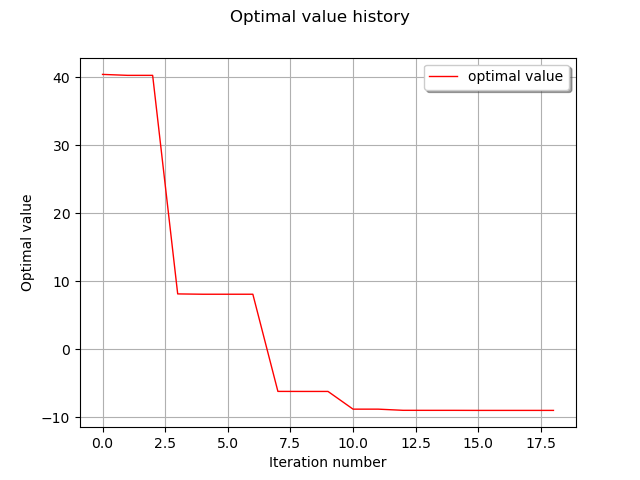 Optimal value history
optimal value
Optimal value
40
30
20
10
0
−10
0.0 2.5 5.0 7.5 10.0 12.5 15.0 17.5
Iteration number